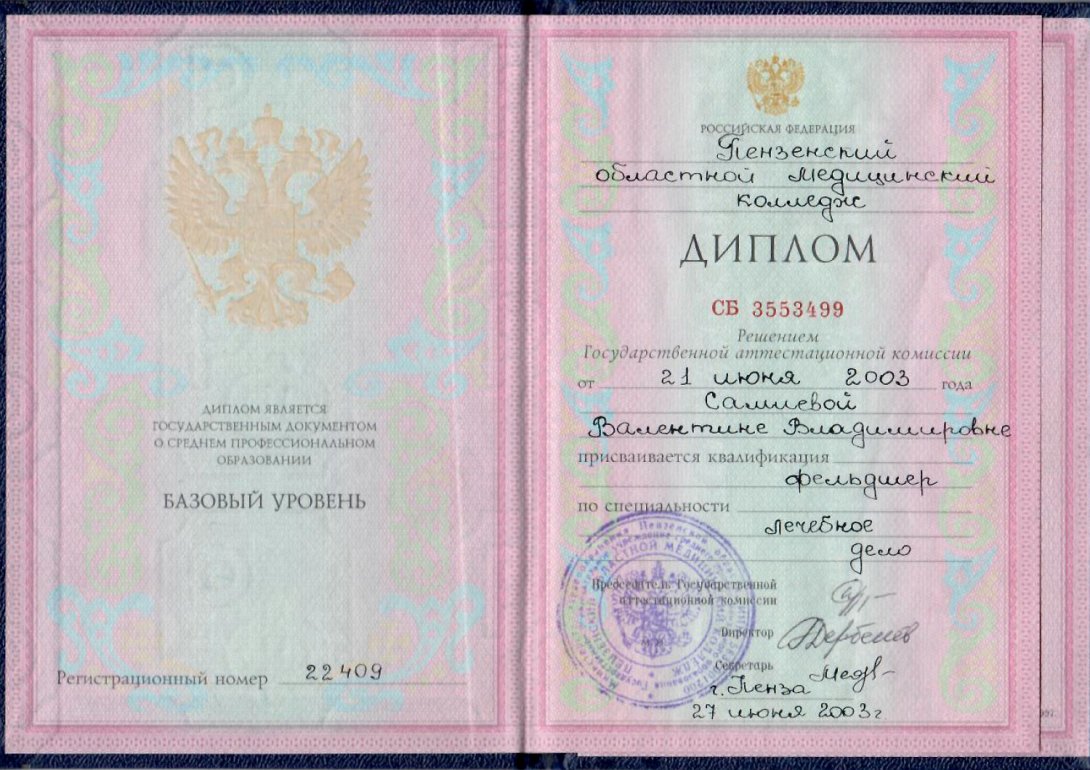 ДИПЛОМ ЯВЛЯЕТСЯ
ГОСУДАРСТВЕННЫМ ДОКУМЕНТОМ
О СРЕДНЕМ ПРОФЕССИОНАЛЬНОМ
ОБРАЗОВАНИИ
БАЗОВЫЙ УРОВЕНЬ
Регистрационный номер 22409
РОССИЙСКАЯ ФЕДЕРАЦИЯ
Пензенский
областной медицинский
колледж
ДИПЛОМ
СБ 3553499
Решением
Государственной аттестационной комиссии
от 21 июня 2003 года
Валентине Владимировне
присваивается квалификация
фельдшер
по специальности
лечебное
дело
Председатель Государственной
аттестационной комиссии
Директор
Секретарь
г. Пенза
27 июня 2003г